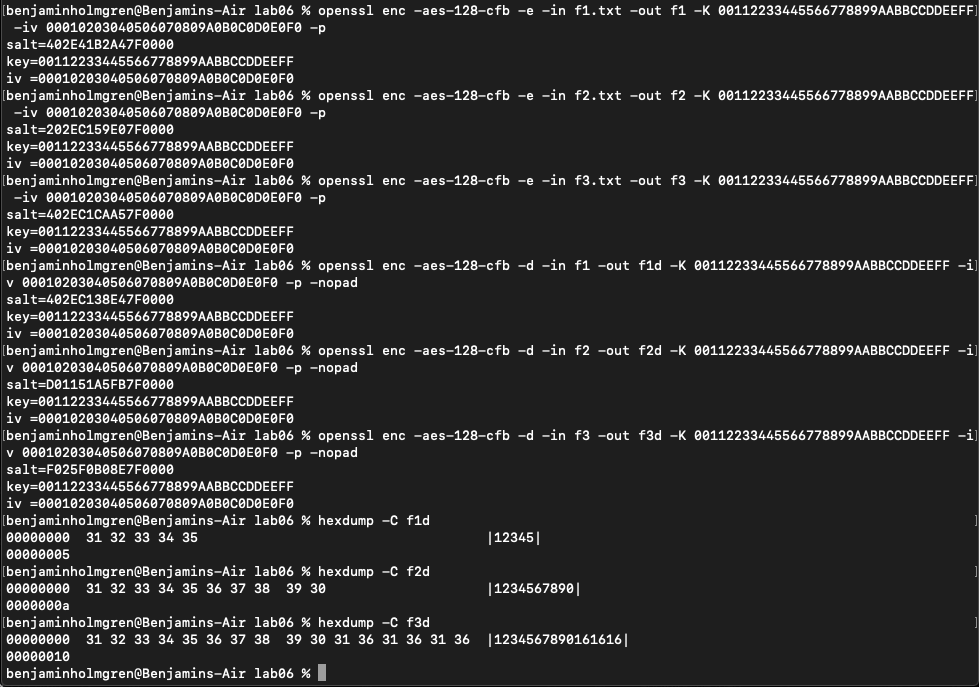 [benjaminholmgren@Benjamins-Air lab06 % openssl enc -aes-128-cfb -e -in f1.txt -out f1 -K 00112233445566778899AABBCCDDEEFF]
 -iv 000102030405060708090A0B0C0D0E0F0 -p
salt=402E41B2A47F0000
key=00112233445566778899AABBCCDDEEFF
iv =000102030405060708090A0B0C0D0E0F0
[benjaminholmgren@Benjamins-Air lab06 % openssl enc -aes-128-cfb -e -in f2.txt -out f2 -K 00112233445566778899AABBCCDDEEFF]
 -iv 000102030405060708090A0B0C0D0E0F0 -p
salt=202EC159E07F0000
key=00112233445566778899AABBCCDDEEFF
iv =000102030405060708090A0B0C0D0E0F0
[benjaminholmgren@Benjamins-Air lab06 % openssl enc -aes-128-cfb -e -in f3.txt -out f3 -K 00112233445566778899AABBCCDDEEFF]
 -iv 000102030405060708090A0B0C0D0E0F0 -p
salt=402EC1CAA57F0000
key=00112233445566778899AABBCCDDEEFF
iv =000102030405060708090A0B0C0D0E0F0
[benjaminholmgren@Benjamins-Air lab06 % openssl enc -aes-128-cfb -d -in f1 -out f1d -K 00112233445566778899AABBCCDDEEFF -i]
v 000102030405060708090A0B0C0D0E0F0 -p -nopad
salt=402EC138E47F0000
key=00112233445566778899AABBCCDDEEFF
iv =000102030405060708090A0B0C0D0E0F0
[benjaminholmgren@Benjamins-Air lab06 % openssl enc -aes-128-cfb -d -in f2 -out f2d -K 00112233445566778899AABBCCDDEEFF -i]
v 000102030405060708090A0B0C0D0E0F0 -p -nopad
salt=D01151A5FB7F0000
key=00112233445566778899AABBCCDDEEFF
iv =000102030405060708090A0B0C0D0E0F0
[benjaminholmgren@Benjamins-Air lab06 % openssl enc -aes-128-cfb -d -in f3 -out f3d -K 00112233445566778899AABBCCDDEEFF -i]
v 000102030405060708090A0B0C0D0E0F0 -p -nopad
salt=F025F0B08E7F0000
key=00112233445566778899AABBCCDDEEFF
iv =000102030405060708090A0B0C0D0E0F0
[benjaminholmgren@Benjamins-Air lab06 % hexdump -C f1d ]
00000000  31 32 33 34 35                                    |12345|
00000005
[benjaminholmgren@Benjamins-Air lab06 % hexdump -C f2d ]
00000000  31 32 33 34 35 36 37 38  39 30                    |1234567890|
0000000a
[benjaminholmgren@Benjamins-Air lab06 % hexdump -C f3d ]
00000000  31 32 33 34 35 36 37 38  39 30 31 36 31 36 31 36  |1234567890161616|
00000010
benjaminholmgren@Benjamins-Air lab06 %